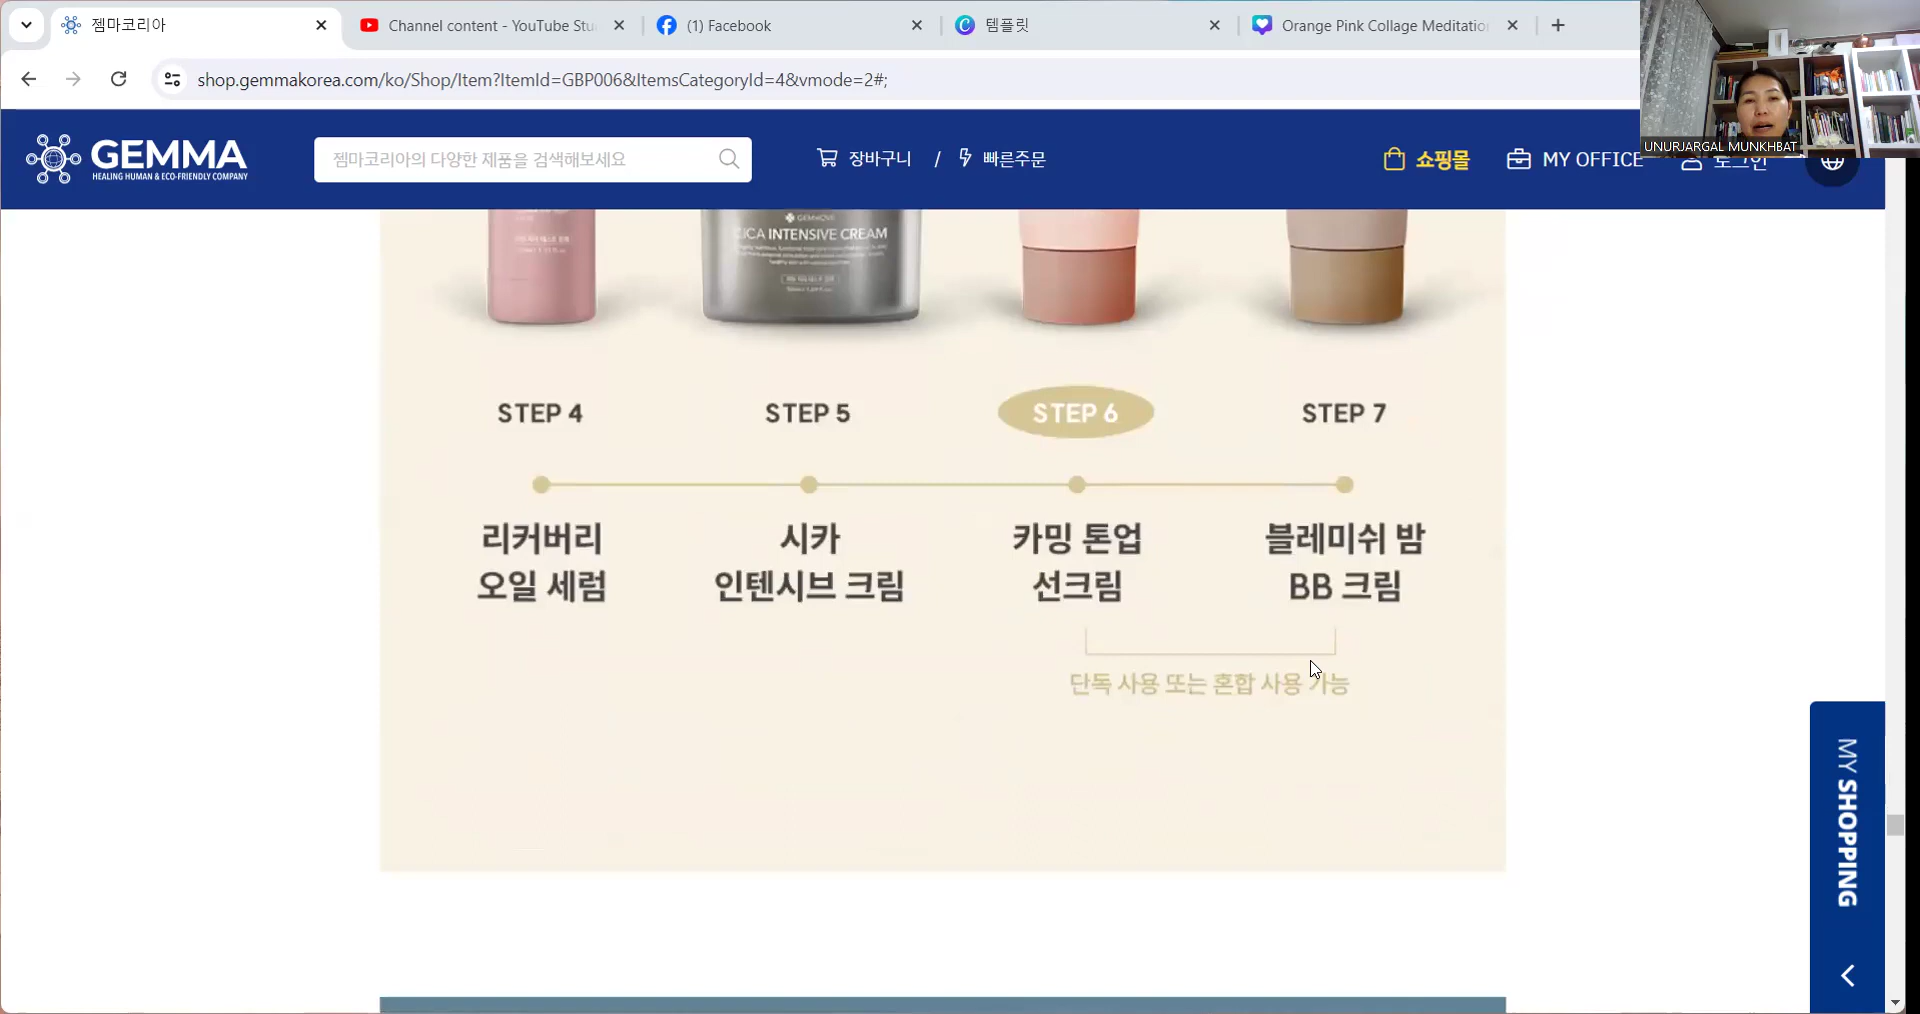 젬마코리아
Channel content - YouTube Stu
(1) Facebook
템플릿
Orange Pink Collage Meditation
shop.gemmakorea.com/ko/Shop/Item?ItemId=GBP006&ItemsCategoryId=4&vmode=2#;
UNURJARGAL MUNKHBAT
GEMMA
HEALING HUMAN & ECO-FRIENDLY COMPANY
젬마코리아의 다양한 제품을 검색해보세요
장바구니 / 빠른주문
쇼핑몰
MY OFFICE
로그인
CICA INTENSIVE CREAM
STEP 4
STEP 5
STEP 6
STEP 7
리커버리
오일 세럼
시카
인텐시브 크림
카밍 톤업
선크림
블레미쉬 밤
BB 크림
단독 사용 또는 혼합 사용 가능
MY SHOPPING